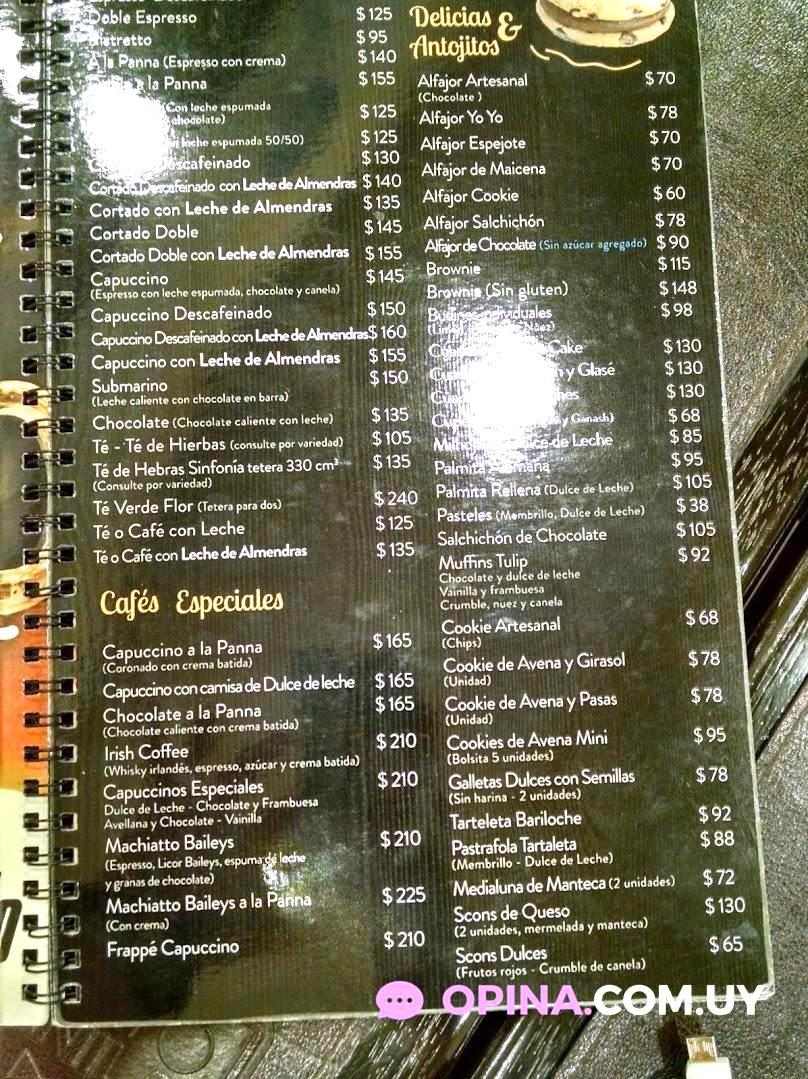 Doble Espresso $125
Ristretto $95
A la Panna (Espresso con crema) $140
a la Panna $155
(Con leche espumada $125
chocolate)
leche espumada 50/50) $125
Descafeinado $130
Cortado Descafeinado con Leche de Almendras $140
Cortado con Leche de Almendras $135
Cortado Doble $145
Cortado Doble con Leche de Almendras $155
Capuccino $145
(Espresso con leche espumada, chocolate y canela)
Capuccino Descafeinado $150
Capuccino Descafeinado con Leche de Almendras $160
Capuccino con Leche de Almendras $155
Submarino $150
(Leche caliente con chocolate en barra)
Chocolate (Chocolate caliente con leche) $135
Té - Té de Hierbas (consulte por variedad) $105
Té de Hebras Sinfonía tetera 330 cm³ $135
(Consulte por variedad)
Té Verde Flor (Tetera para dos) $240
Té o Café con Leche $125
Té o Café con Leche de Almendras $135
Cafés Especiales
Capuccino a la Panna $165
(Coronado con crema batida)
Capuccino con camisa de Dulce de leche $165
Chocolate a la Panna $165
(Chocolate caliente con crema batida)
Irish Coffee $210
(Whisky irlandés, espresso, azúcar y crema batida)
Capuccinos Especiales $210
Dulce de Leche - Chocolate y Frambuesa
Avellana y Chocolate - Vainilla
Machiatto Baileys $210
(Espresso, Licor Baileys, espuma de leche
y granas de chocolate)
Machiatto Baileys a la Panna $225
(Con crema)
Frappé Capuccino $210
Delicias &
Antojitos
Alfajor Artesanal $70
(Chocolate )
Alfajor Yo Yo $78
Alfajor Espejote $70
Alfajor de Maicena $70
Alfajor Cookie $60
Alfajor Salchichón $78
Alfajor de Chocolate (Sin azúcar agregado) $90
Brownie $115
Brownie (Sin gluten) $148
Budines individuales $98
Cake $130
y Glasé $130
$130
y Ganash) $68
Dulce de Leche $85
Palmita Alemana $95
Palmita Rellena (Dulce de Leche) $105
Pasteles (Membrillo, Dulce de Leche) $38
Salchichón de Chocolate $105
Muffins Tulip $92
Chocolate y dulce de leche
Vainilla y frambuesa
Crumble, nuez y canela
Cookie Artesanal $68
(Chips)
Cookie de Avena y Girasol $78
(Unidad)
Cookie de Avena y Pasas $78
(Unidad)
Cookies de Avena Mini $95
(Bolsita 5 unidades)
Galletas Dulces con Semillas $78
(Sin harina - 2 unidades)
Tarteleta Bariloche $92
Pastrafola Tartaleta $88
(Membrillo - Dulce de Leche)
Medialuna de Manteca (2 unidades) $72
Scons de Queso $130
(2 unidades, mermelada y manteca)
Scons Dulces $65
(Frutos rojos - Crumble de canela)
OPINA.COM.UY